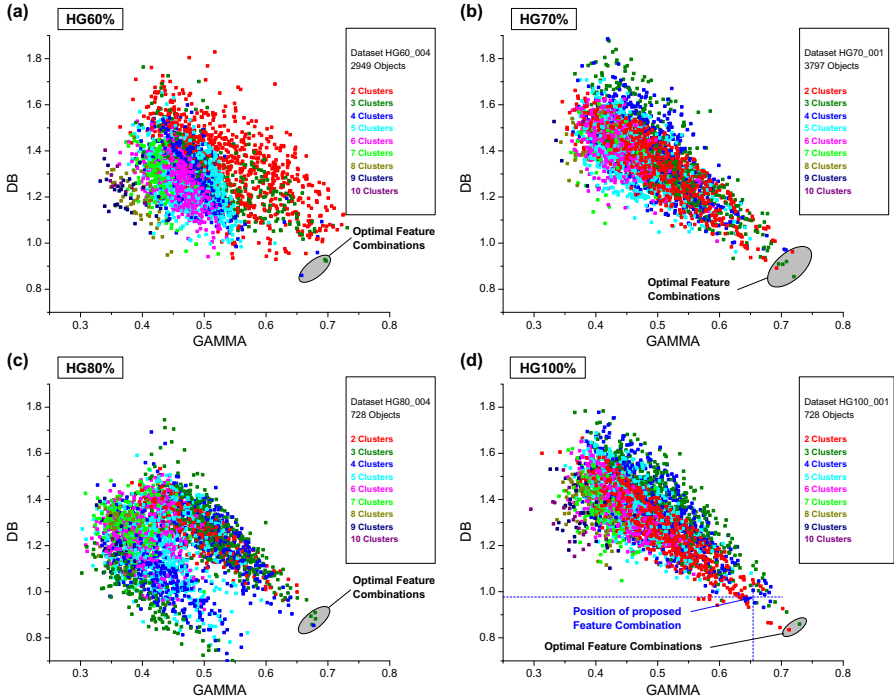 (a)
HG60%
1.8
1.6
1.4
1.2
1.0
0.8
DB
0.3 0.4 0.5 0.6 0.7 0.8
GAMMA
Dataset HG60_004
2949 Objects
2 Clusters
3 Clusters
4 Clusters
5 Clusters
6 Clusters
7 Clusters
8 Clusters
9 Clusters
10 Clusters
Optimal Feature
Combinations
(b)
HG70%
1.8
1.6
1.4
1.2
1.0
0.8
DB
0.3 0.4 0.5 0.6 0.7 0.8
GAMMA
Dataset HG70_001
3797 Objects
2 Clusters
3 Clusters
4 Clusters
5 Clusters
6 Clusters
7 Clusters
8 Clusters
9 Clusters
10 Clusters
Optimal Feature
Combinations
(c)
HG80%
1.8
1.6
1.4
1.2
1.0
0.8
DB
0.3 0.4 0.5 0.6 0.7 0.8
GAMMA
Dataset HG80_004
728 Objects
2 Clusters
3 Clusters
4 Clusters
5 Clusters
6 Clusters
7 Clusters
8 Clusters
9 Clusters
10 Clusters
Optimal Feature
Combinations
(d)
HG100%
1.8
1.6
1.4
1.2
1.0
0.8
DB
0.3 0.4 0.5 0.6 0.7 0.8
GAMMA
Dataset HG100_001
728 Objects
2 Clusters
3 Clusters
4 Clusters
5 Clusters
6 Clusters
7 Clusters
8 Clusters
9 Clusters
10 Clusters
Position of proposed
Feature Combination
Optimal Feature Combinations